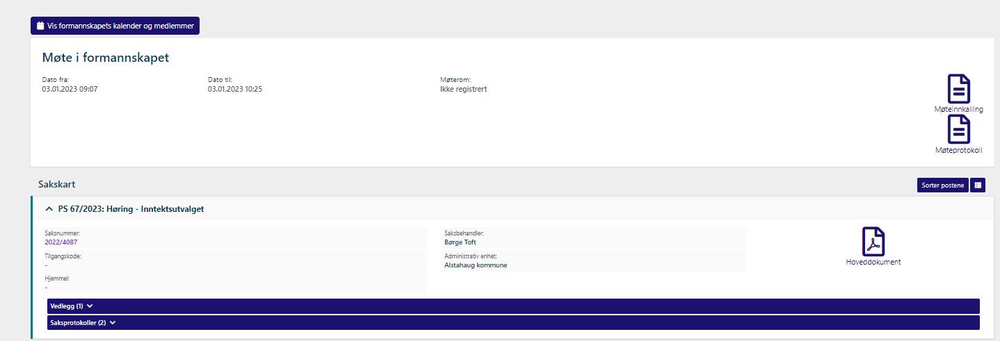 Vis formannskapets kalender og medlemmer
Møte i formannskapet
Dato fra:
03.01.2023 09:07
Dato til:
03.01.2023 10:25
Møterom:
Ikke registrert
Møteinnkalling
Møteprotokoll
Sakskart
Sorter postene
PS 67/2023: Høring - Inntektsutvalget
Saksnummer:
2022/4087
Saksbehandler:
Børge Toft
Tilgangskode:
-
Administrativ enhet:
Alstahaug kommune
Hjemmel:
-
Hoveddokument
Vedlegg (1)
Saksprotokoller (2)